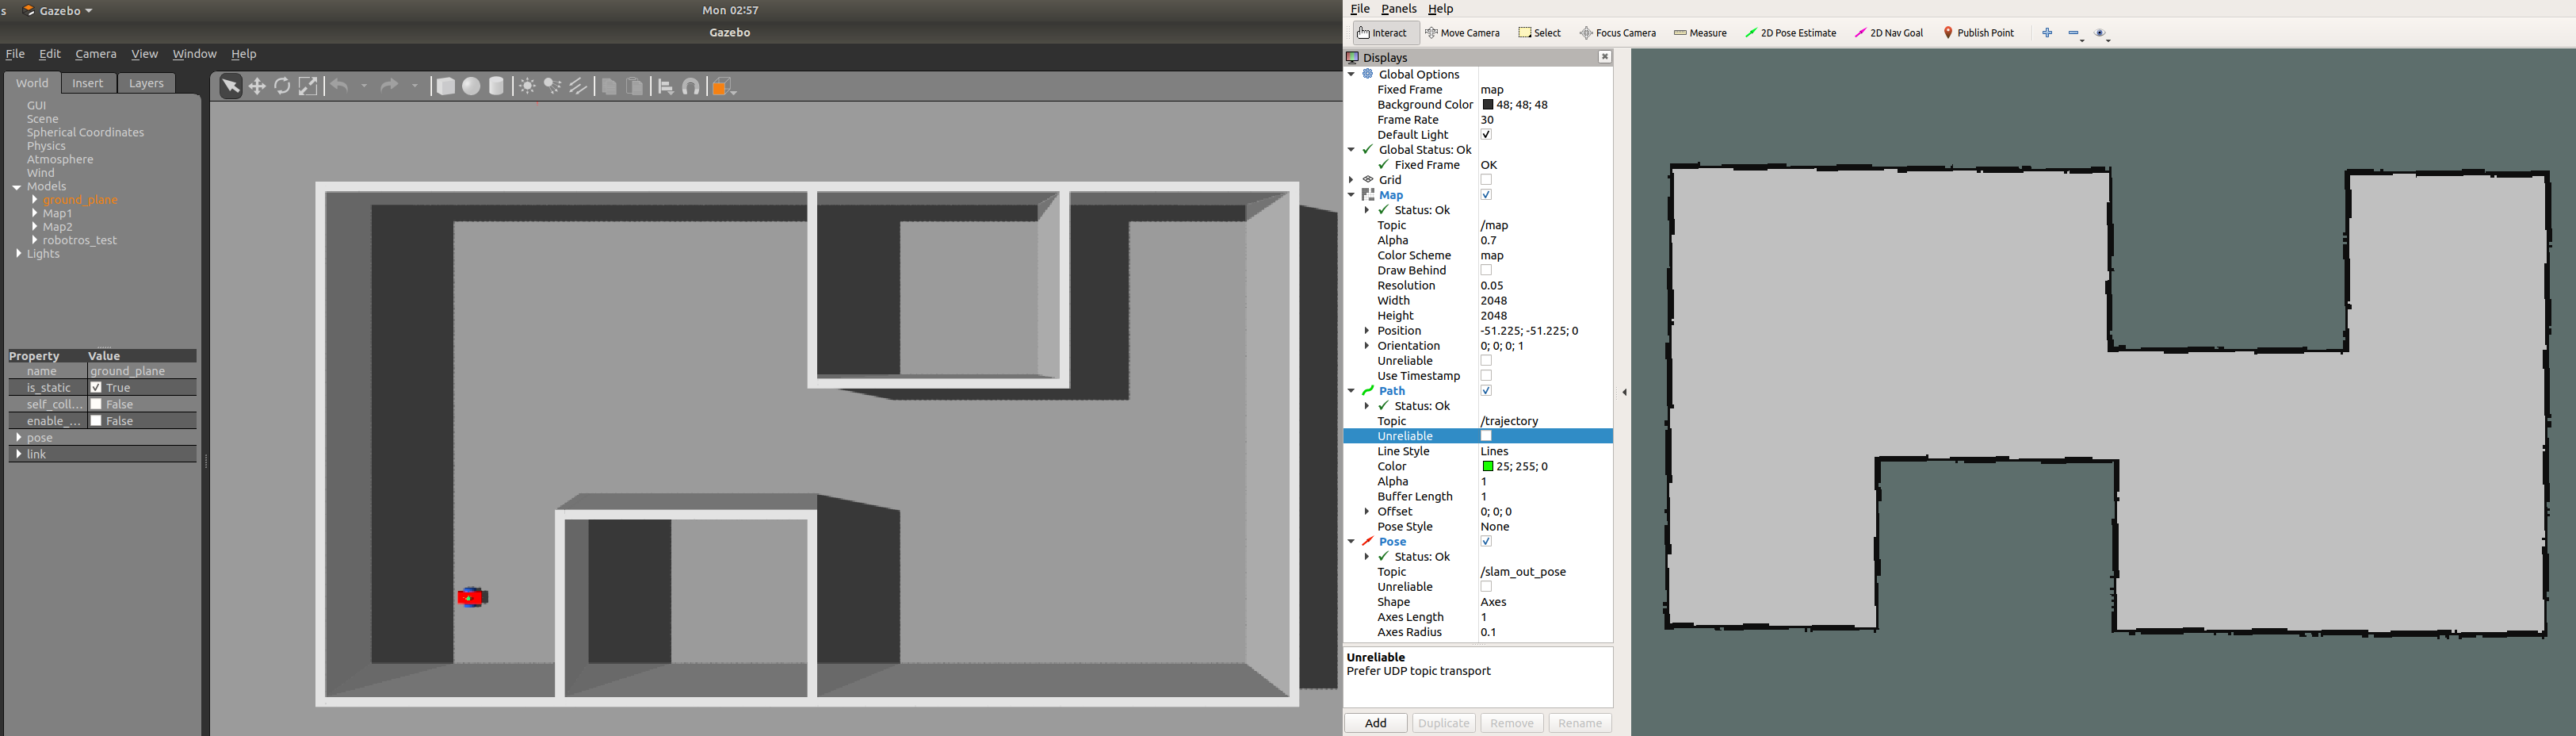 s Gazebo
Mon 02:57
Gazebo
File Edit Camera View Window Help
World Insert Layers
GUI
Scene
Spherical Coordinates
Physics
Atmosphere
Wind
Models
ground_plane
Map1
Map2
robotros_test
Lights
Property Value
name ground_plane
is_static True
self_coll... False
enable_... False
pose
link
File Panels Help
Interact Move Camera Select Focus Camera Measure 2D Pose Estimate 2D Nav Goal Publish Point
Displays
Global Options
Fixed Frame map
Background Color 48; 48; 48
Frame Rate 30
Default Light
Global Status: Ok
Fixed Frame OK
Grid
Map
Status: Ok
Topic /map
Alpha 0.7
Color Scheme map
Draw Behind
Resolution 0.05
Width 2048
Height 2048
Position -51.225; -51.225; 0
Orientation 0; 0; 0; 1
Unreliable
Use Timestamp
Path
Status: Ok
Topic /trajectory
Unreliable
Line Style Lines
Color 25; 255; 0
Alpha 1
Buffer Length 1
Offset 0; 0; 0
Pose Style None
Pose
Status: Ok
Topic /slam_out_pose
Unreliable
Shape Axes
Axes Length 1
Axes Radius 0.1
Unreliable
Prefer UDP topic transport
Add Duplicate Remove Rename